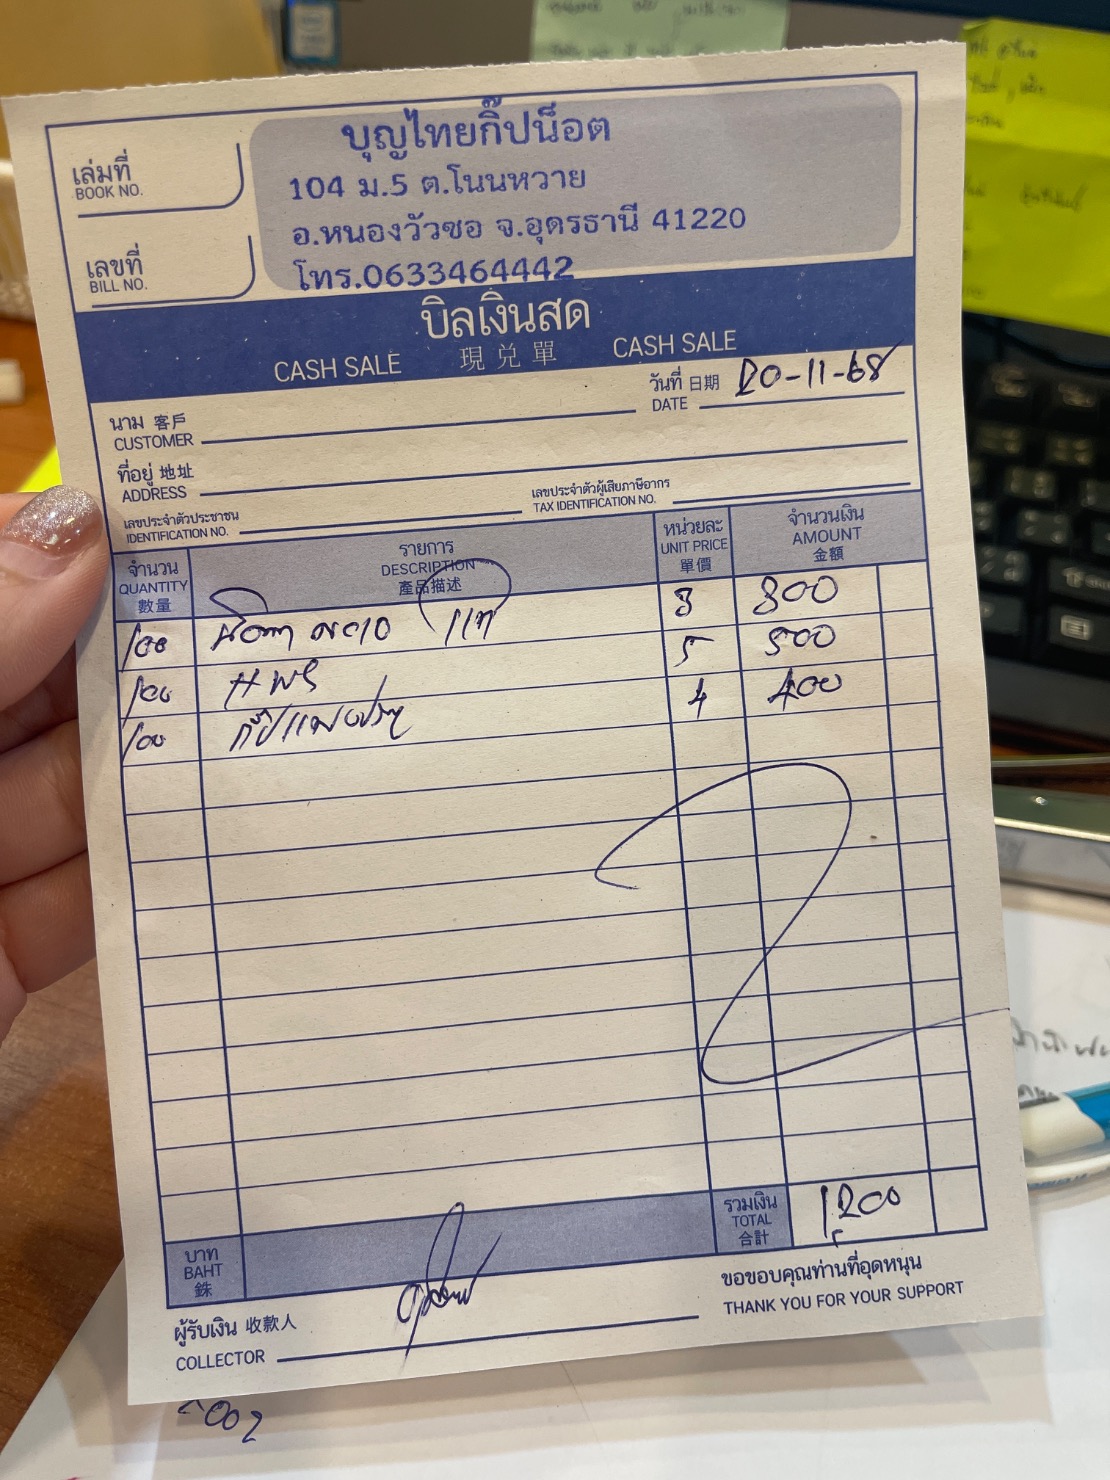 บุญไทยกิ๊ปน็อต
104 ม.5 ต.โนนหวาย
อ.หนองวัวซอ จ.อุดรธานี 41220
โทร.0633464442
เล่มที่
BOOK NO.
เลขที่
BILL NO.
บิลเงินสด
CASH SALE 現兌單 CASH SALE
วันที่ 日期 20-11-68
DATE
นาม 客戶
CUSTOMER
ที่อยู่ 地址
ADDRESS
เลขประจำตัวประชาชน
IDENTIFICATION NO.
เลขประจำตัวผู้เสียภาษีอากร
TAX IDENTIFICATION NO.
จำนวน
QUANTITY
數量
รายการ
DESCRIPTION
產品描述
หน่วยละ
UNIT PRICE
單價
จำนวนเงิน
AMOUNT
金額
100 3 300
100 5 500
100 4 400
รวมเงิน
TOTAL
合計
1200
บาท
BAHT
銖
ผู้รับเงิน 收款人
COLLECTOR
ขอขอบคุณท่านที่อุดหนุน
THANK YOU FOR YOUR SUPPORT